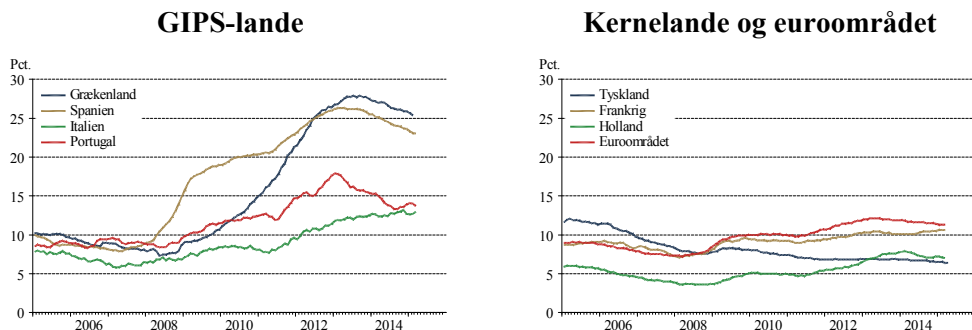 GIPS-lande
Pct.
30
25
20
15
10
5
0
Grækenland
Spanien
Italien
Portugal
2006 2008 2010 2012 2014
Kernelande og euroområdet
Pct.
30
25
20
15
10
5
0
Tyskland
Frankrig
Holland
Euroområdet
2006 2008 2010 2012 2014